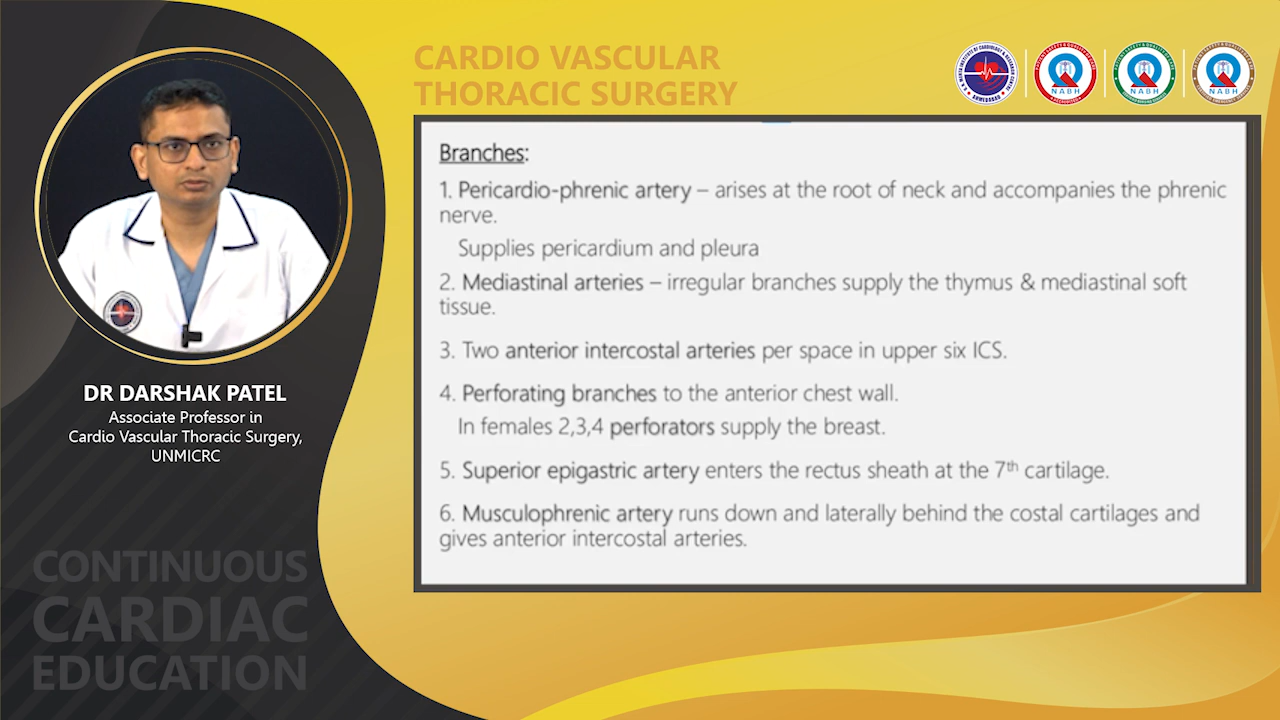 CARDIO VASCULAR
THORACIC SURGERY
NABH
NABH
NABH
Branches:
1. Pericardio-phrenic artery – arises at the root of neck and accompanies the phrenic
nerve.
Supplies pericardium and pleura
2. Mediastinal arteries – irregular branches supply the thymus & mediastinal soft
tissue.
3. Two anterior intercostal arteries per space in upper six ICS.
4. Perforating branches to the anterior chest wall.
In females 2,3,4 perforators supply the breast.
5. Superior epigastric artery enters the rectus sheath at the 7th cartilage.
6. Musculophrenic artery runs down and laterally behind the costal cartilages and
gives anterior intercostal arteries.
DR DARSHAK PATEL
Associate Professor in
Cardio Vascular Thoracic Surgery,
UNMICRC
CONTINUOUS
CARDIAC
EDUCATION